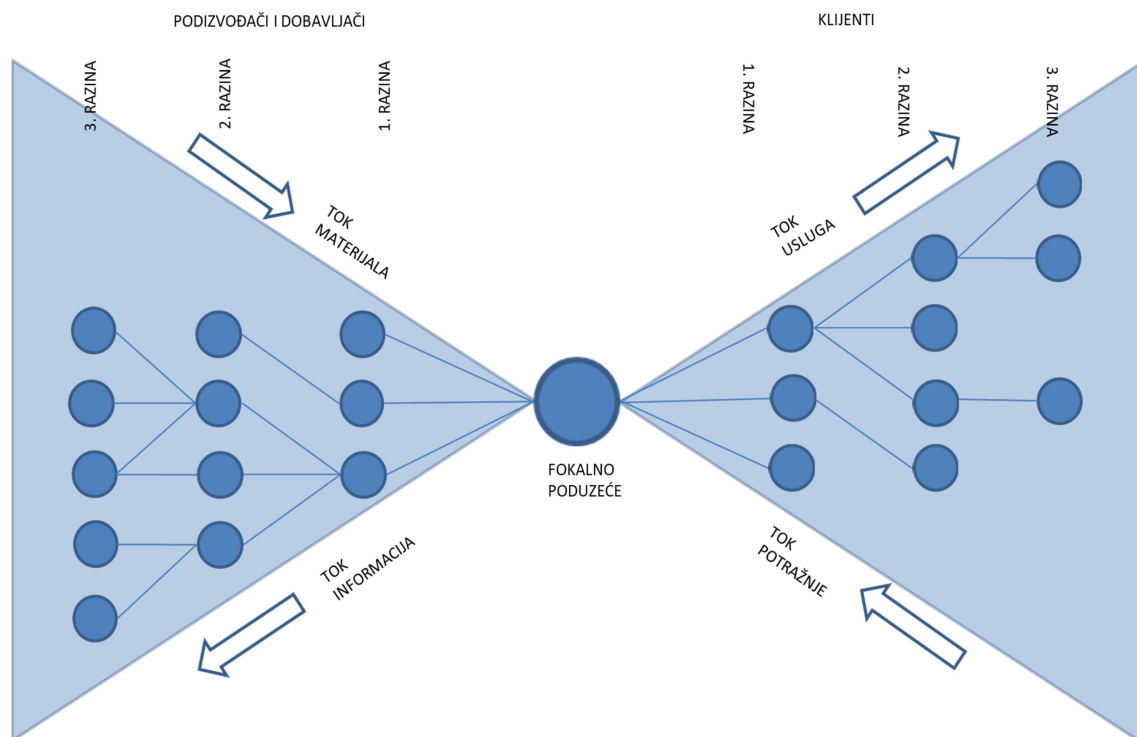 PODIZVOĐAČI I DOBAVLJAČI
KLIJENTI
3. RAZINA
2. RAZINA
1. RAZINA
1. RAZINA
2. RAZINA
3. RAZINA
TOK
MATERIJALA
TOK
USLUGA
FOKALNO
PODUZEĆE
TOK
INFORMACIJA
TOK
POTRAŽNJE